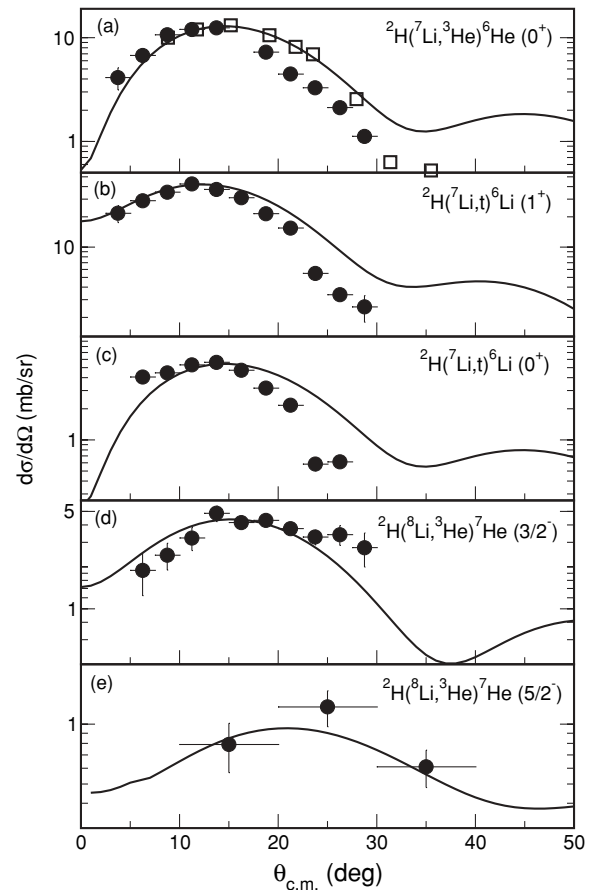 (a) ²H(⁷Li,³He)⁶He (0⁺)
10
1
(b) ²H(⁷Li,t)⁶Li (1⁺)
10
(c) ²H(⁷Li,t)⁶Li (0⁺)
1
(d) ²H(⁸Li,³He)⁷He (3/2⁻)
5
1
(e) ²H(⁸Li,³He)⁷He (5/2⁻)
1
dσ/dΩ (mb/sr)
0 10 20 30 40 50
θc.m. (deg)